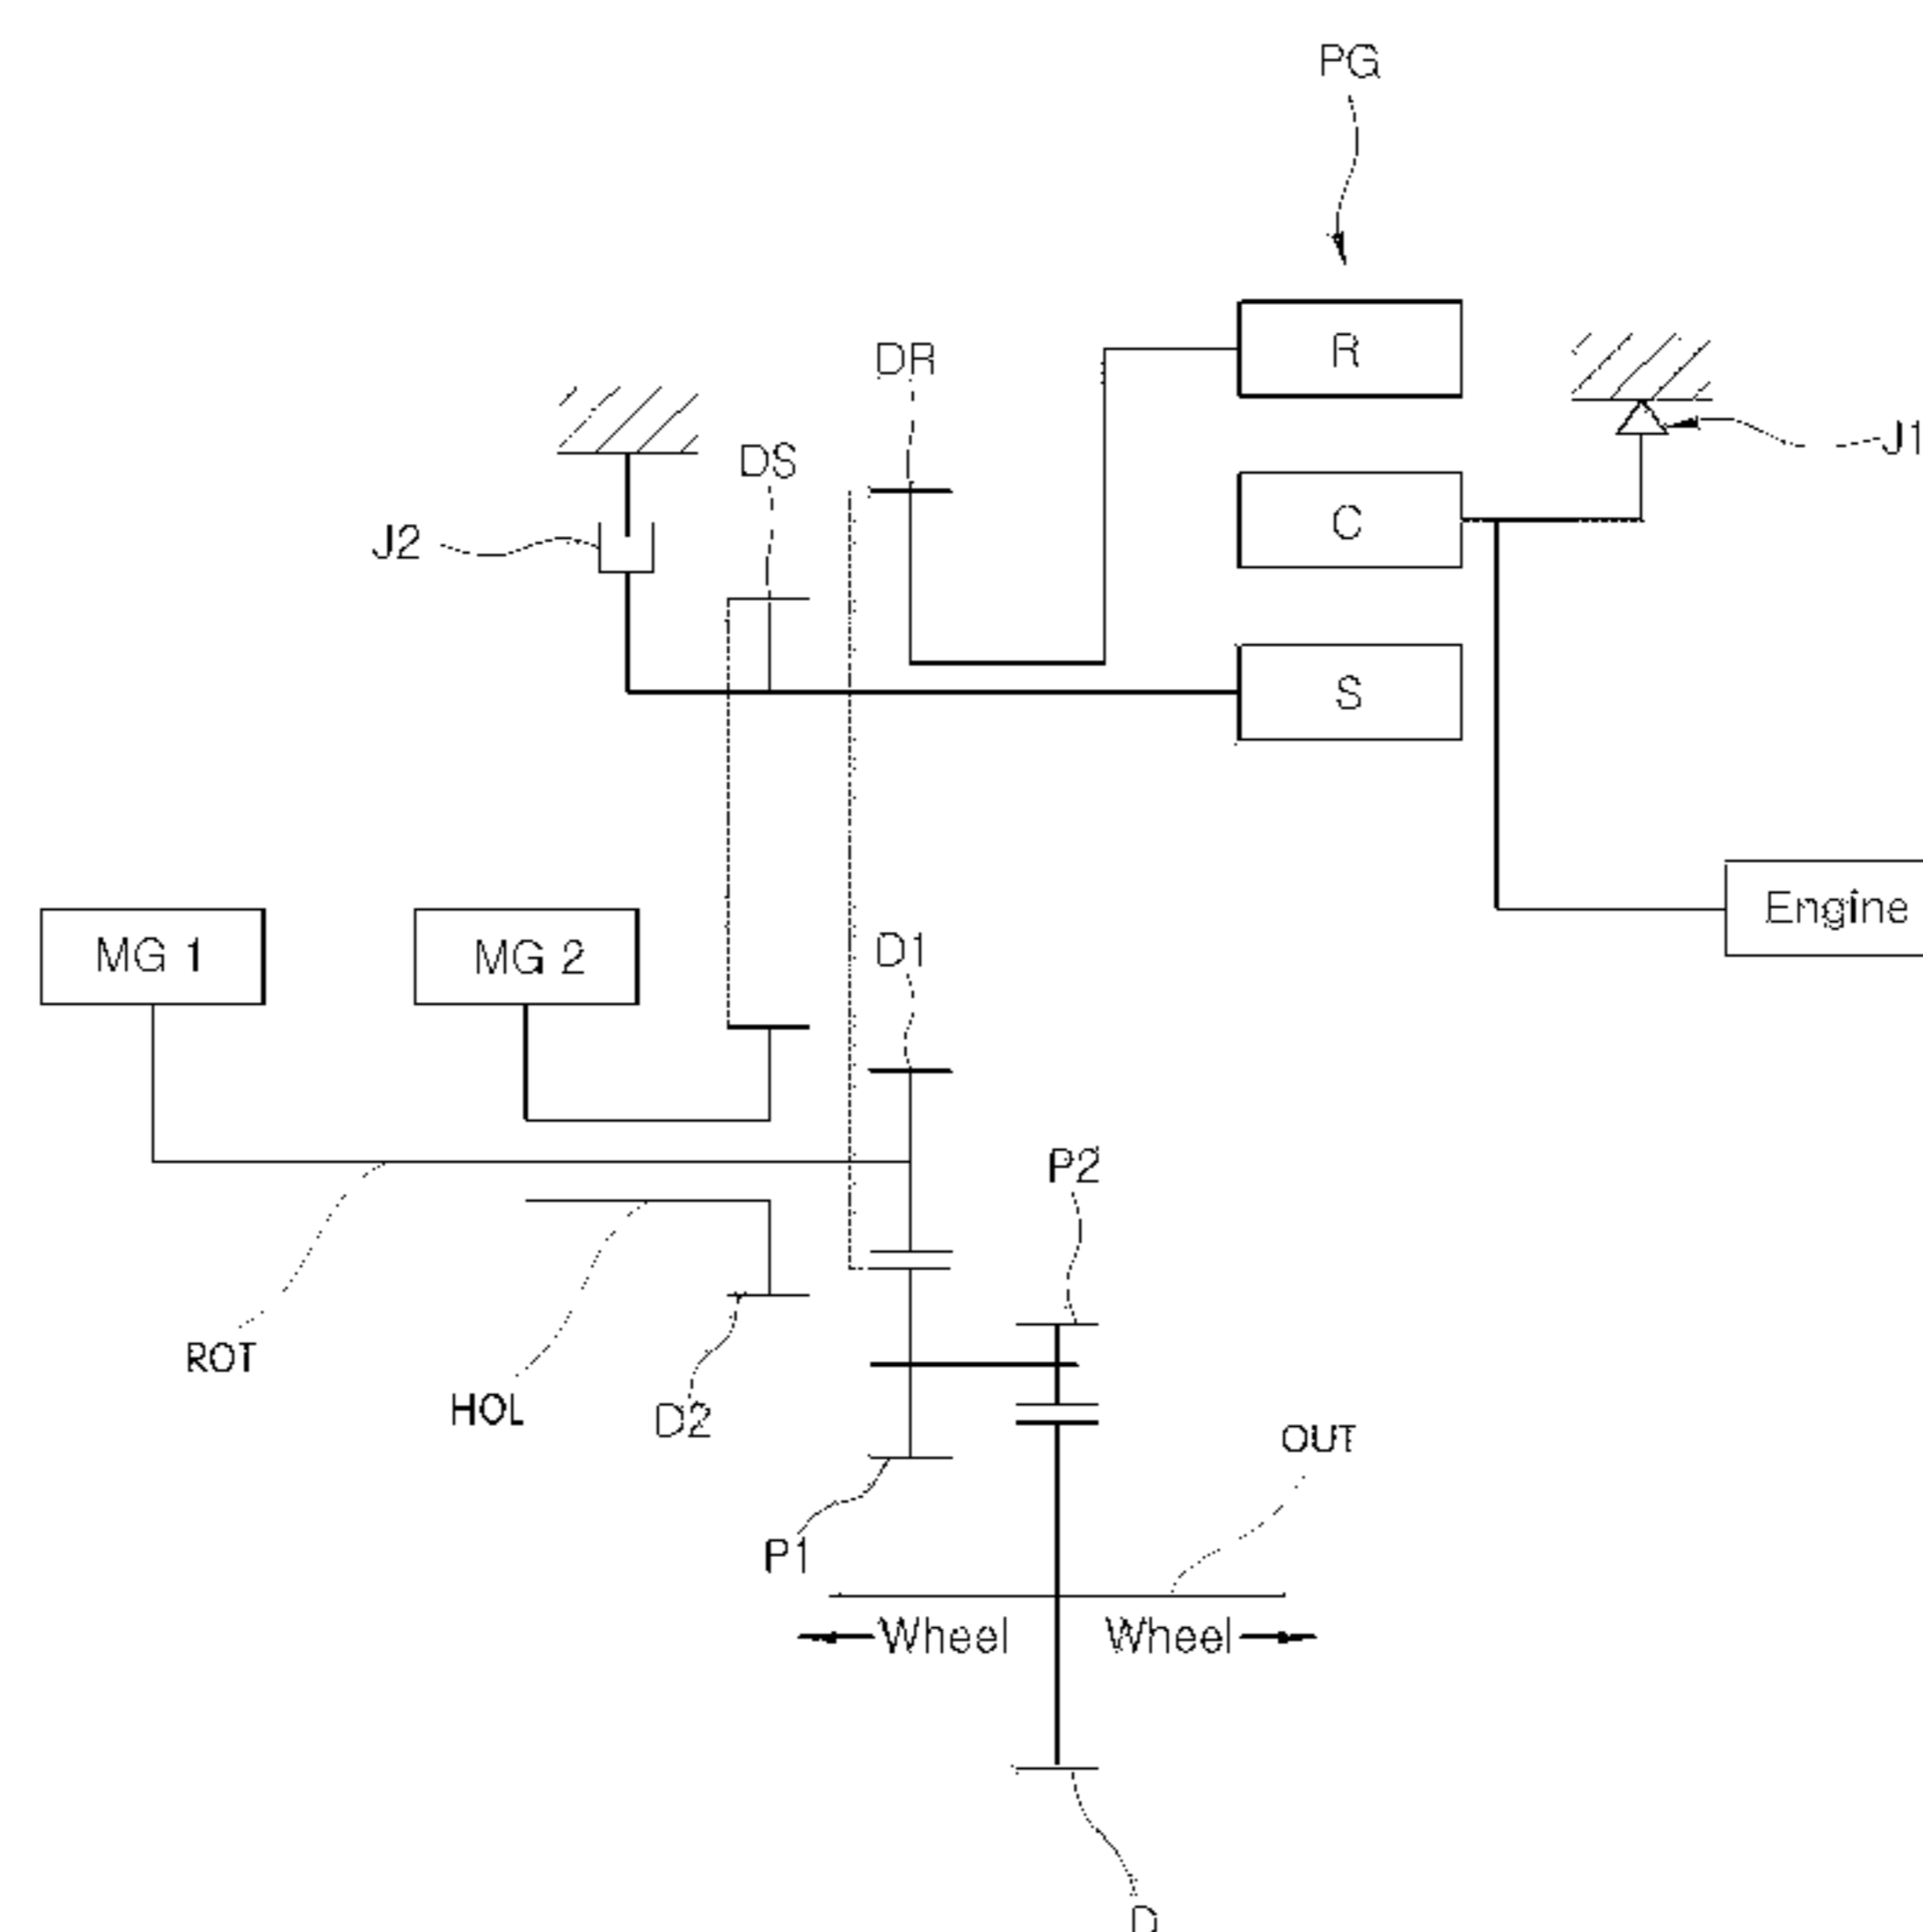 PG
R
DR
J1
DS
C
J2
S
Engine
D1
MG 1
MG 2
P2
ROT
HOL
D2
OUT
P1
Wheel Wheel
D